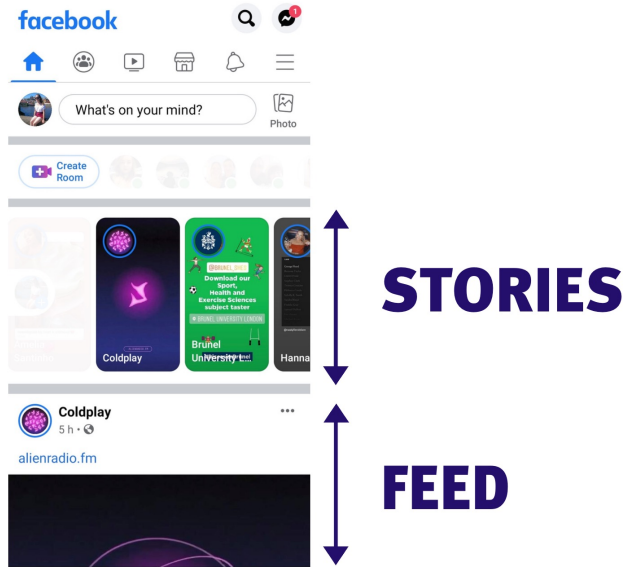 facebook
1
What's on your mind?
Photo
Create
Room
@BRUNEL_
Download our
Sport,
Health and
Exercise Sciences
subject taster
BRUNEL UNIVERSITY LONDON
Coldplay
Brunel
University L...
Hanna
STORIES
Coldplay
5 h •
alienradio.fm
FEED